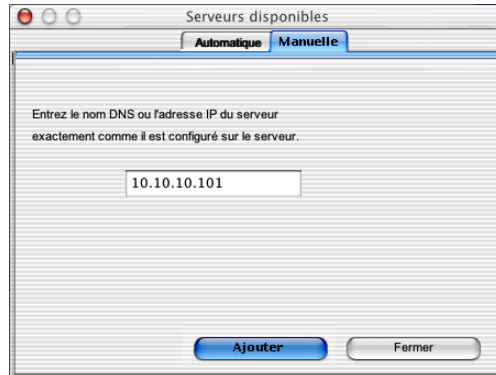 Serveurs disponibles
Automatique Manuelle
Entrez le nom DNS ou l'adresse IP du serveur
exactement comme il est configuré sur le serveur.
10.10.10.101
Ajouter Fermer